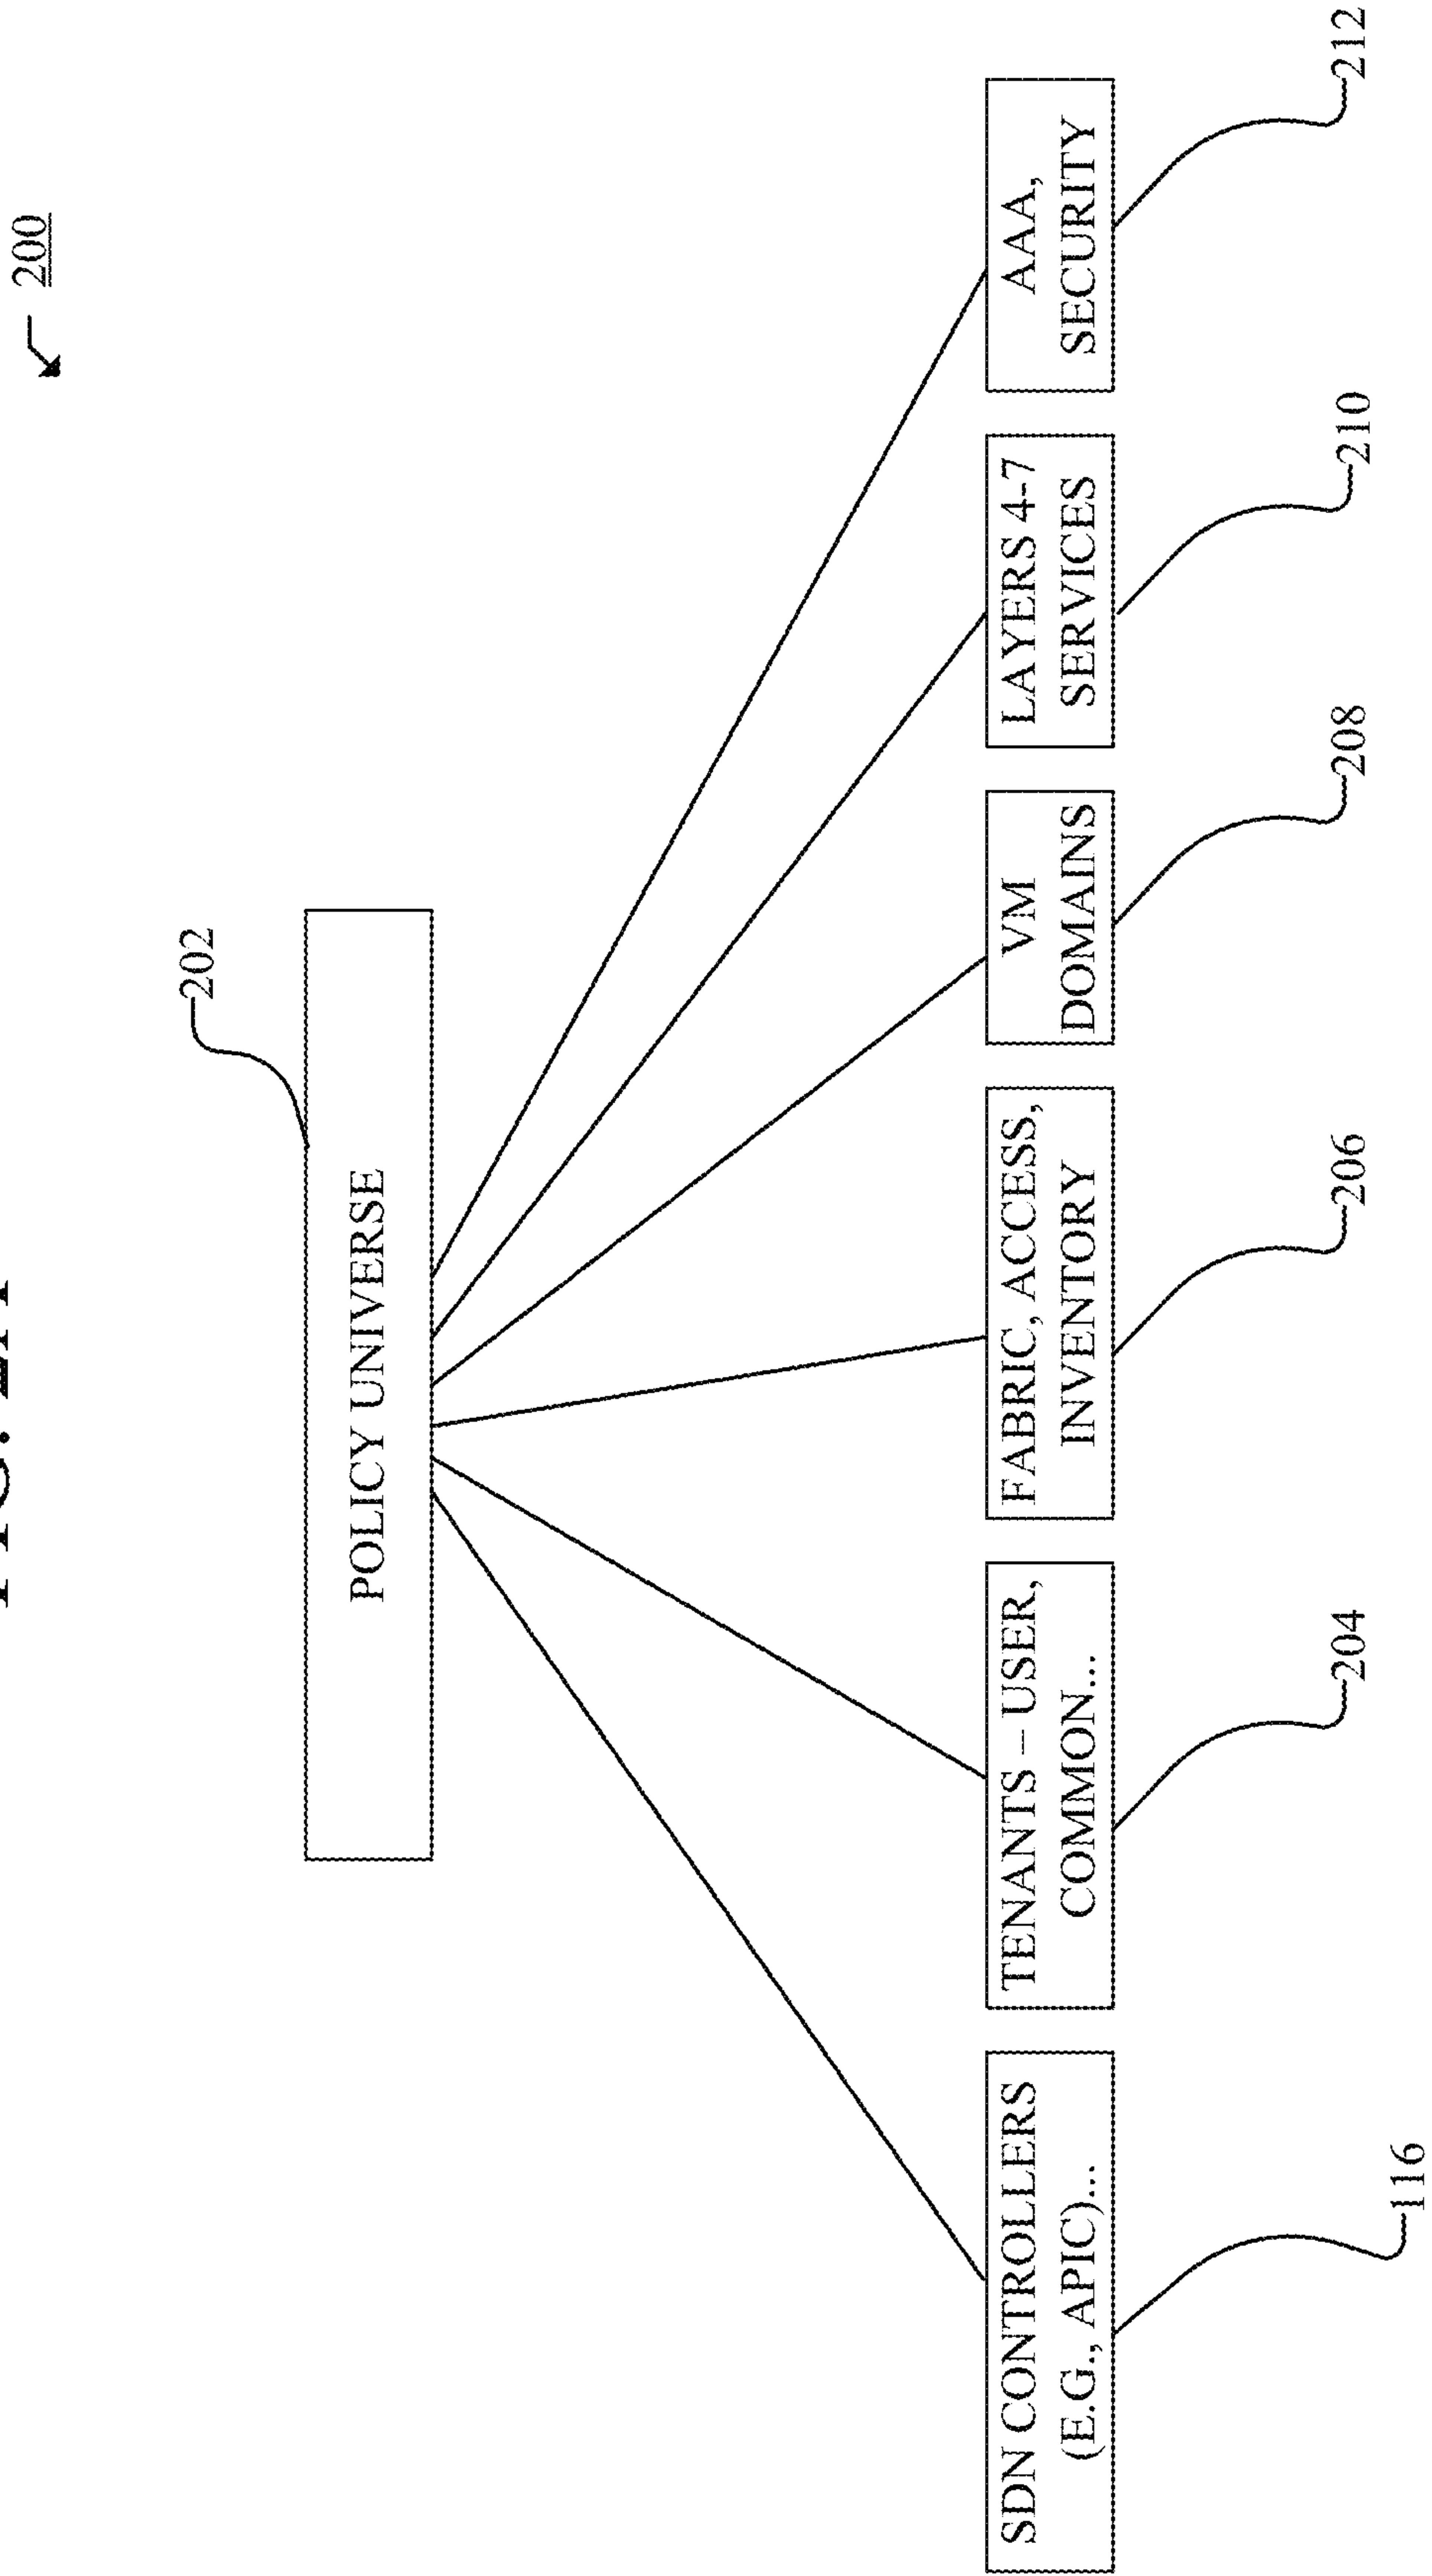 200
202
POLICY UNIVERSE
SDN CONTROLLERS
(E.G., APIC)...
116
TENANTS – USER,
COMMON...
204
FABRIC, ACCESS,
INVENTORY
206
VM
DOMAINS
208
LAYERS 4-7
SERVICES
210
AAA,
SECURITY
212